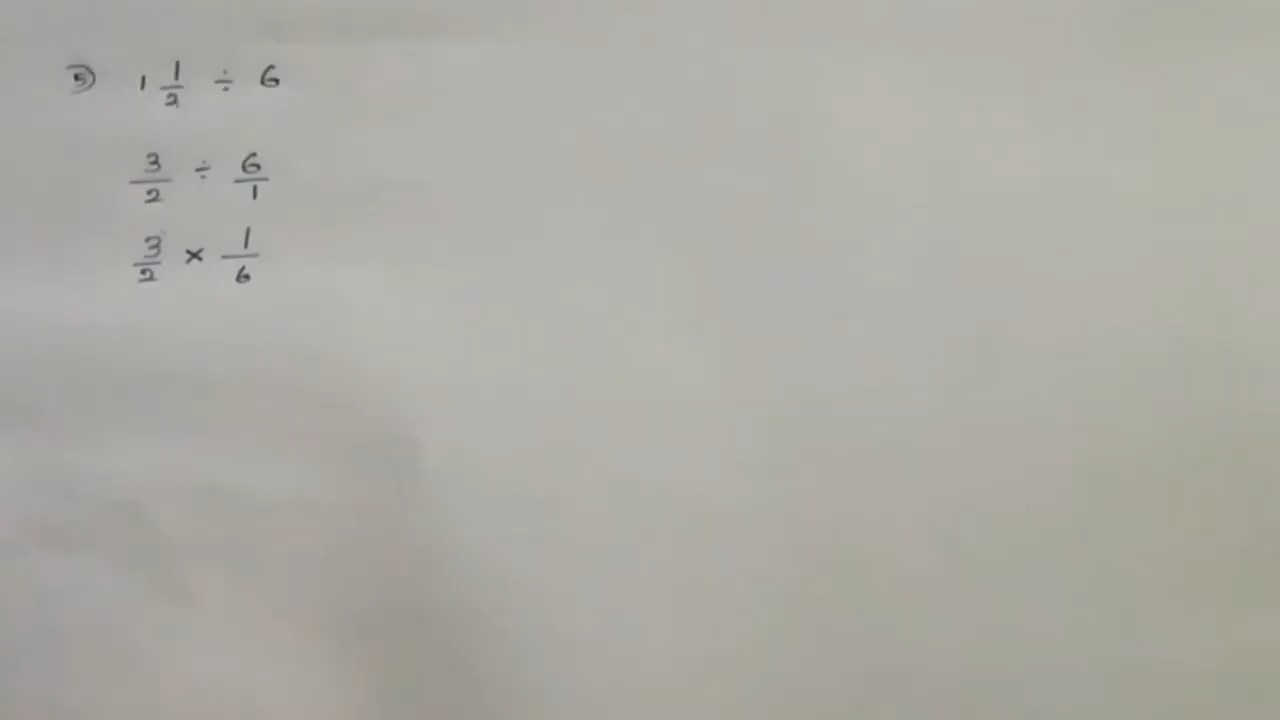 ⑤ 1 1/2 ÷ 6
3/2 ÷ 6/1
3/2 × 1/6